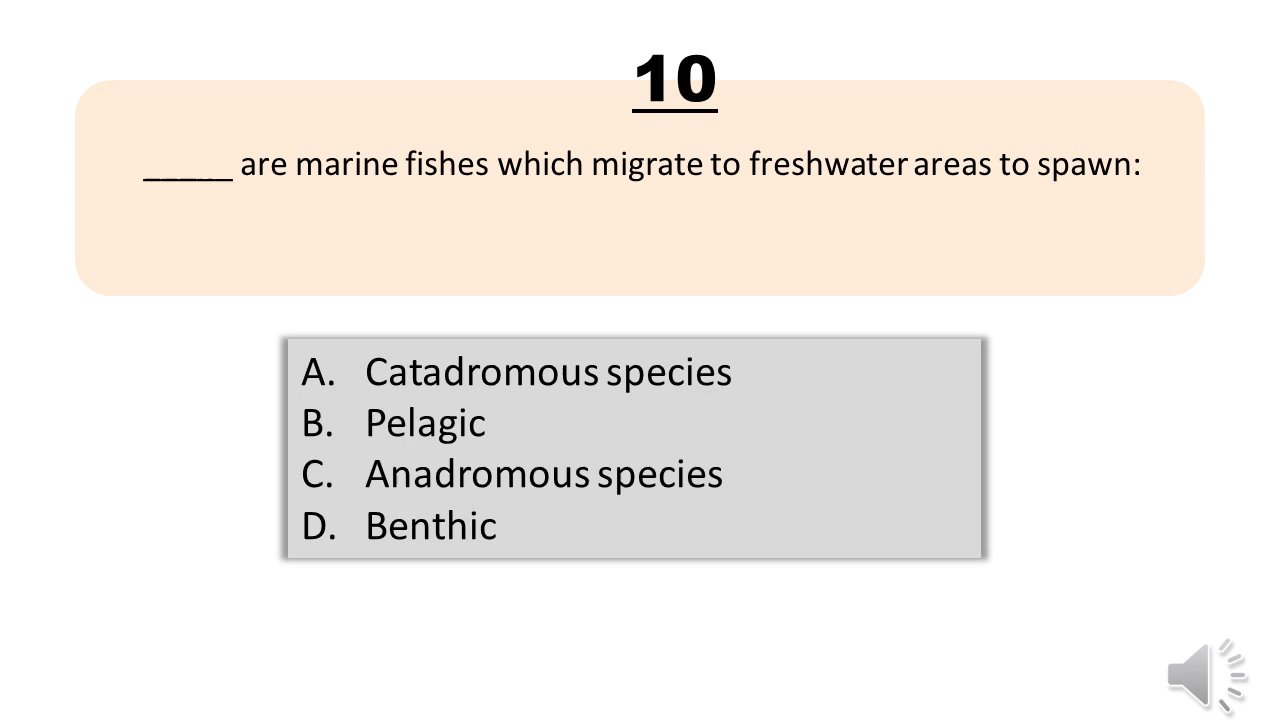 10
_____ are marine fishes which migrate to freshwater areas to spawn:
A. Catadromous species
B. Pelagic
C. Anadromous species
D. Benthic